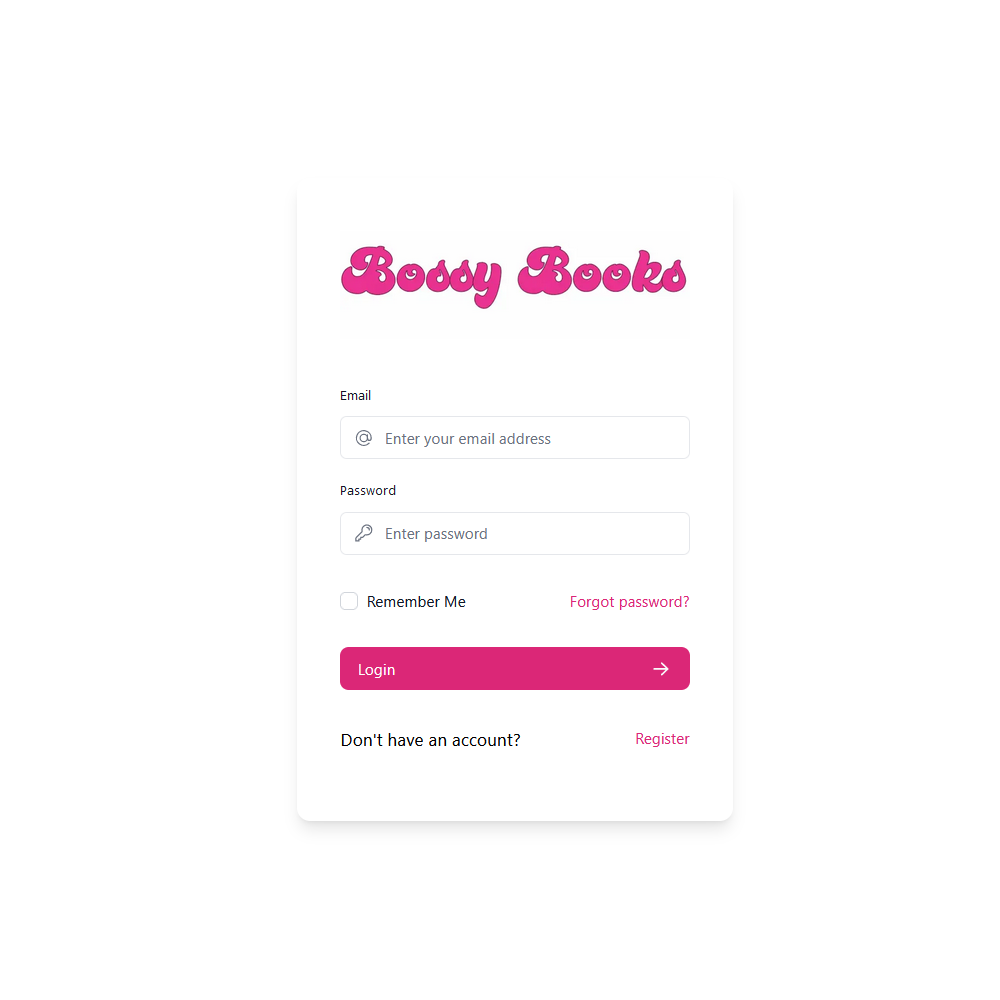 Bossy Books
Email
Enter your email address
Password
Enter password
Remember Me Forgot password?
Login
Don't have an account? Register